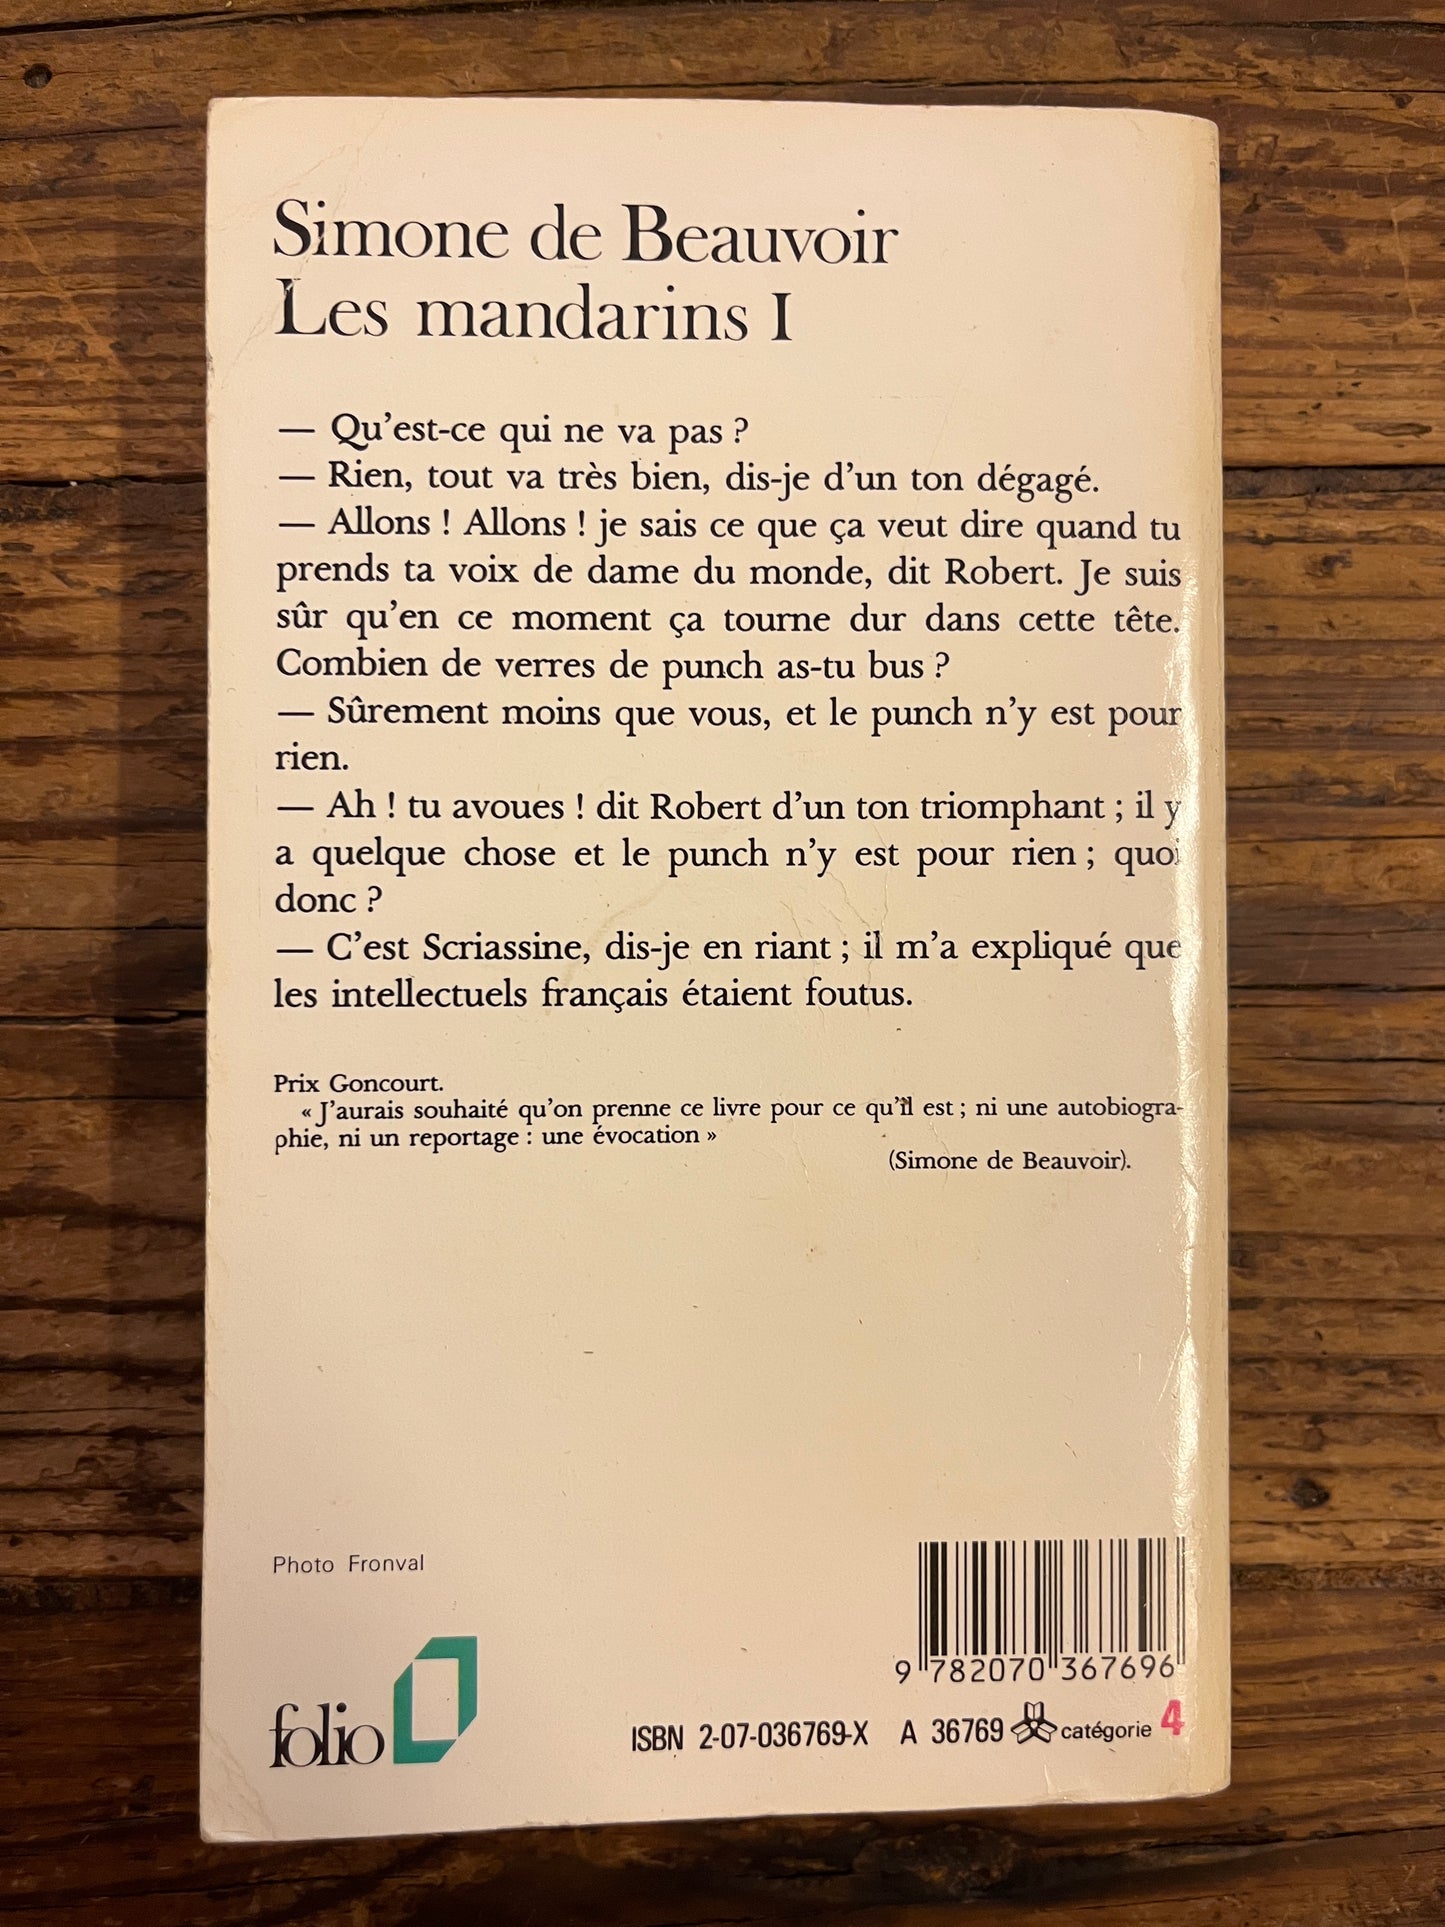 Simone de Beauvoir
Les mandarins I
— Qu'est-ce qui ne va pas ?
— Rien, tout va très bien, dis-je d'un ton dégagé.
— Allons ! Allons ! je sais ce que ça veut dire quand tu
prends ta voix de dame du monde, dit Robert. Je suis
sûr qu'en ce moment ça tourne dur dans cette tête.
Combien de verres de punch as-tu bus ?
— Sûrement moins que vous, et le punch n'y est pour
rien.
— Ah ! tu avoues ! dit Robert d'un ton triomphant ; il y
a quelque chose et le punch n'y est pour rien ; quoi
donc ?
— C'est Scriassine, dis-je en riant ; il m'a expliqué que
les intellectuels français étaient foutus.
Prix Goncourt.
« J'aurais souhaité qu'on prenne ce livre pour ce qu'il est ; ni une autobiogra-
phie, ni un reportage : une évocation »
(Simone de Beauvoir).
Photo Fronval
9 782070 367696
folio
ISBN 2-07-036769-X A 36769 catégorie 4